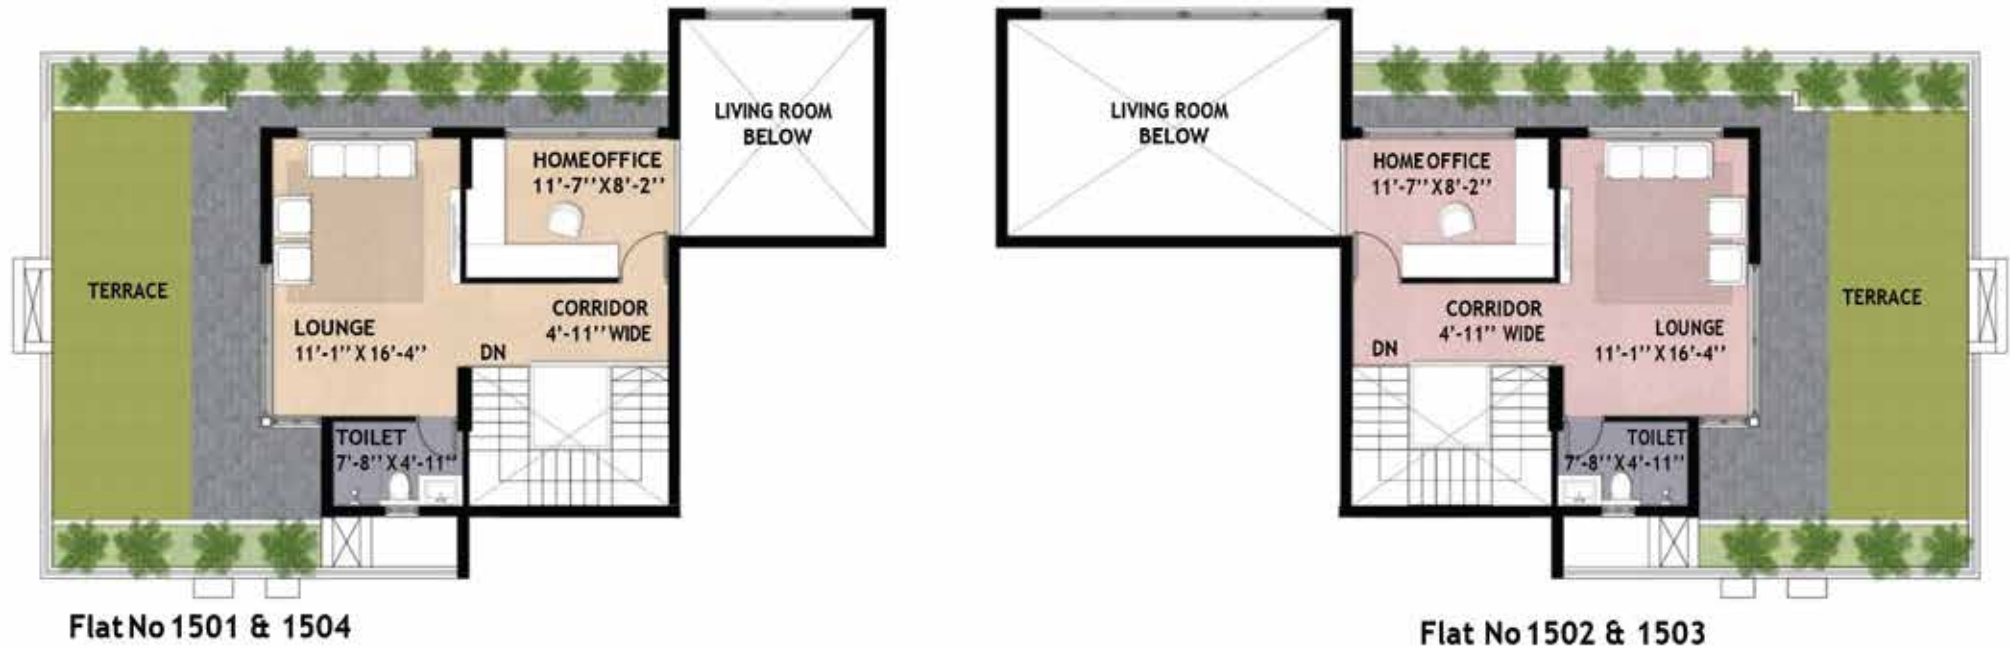 LIVING ROOM
BELOW
HOME OFFICE
11'-7'' X 8'-2''
TERRACE
LOUNGE
11'-1'' X 16'-4''
CORRIDOR
4'-11'' WIDE
DN
TOILET
7'-8'' X 4'-11''
Flat No 1501 & 1504
LIVING ROOM
BELOW
HOME OFFICE
11'-7'' X 8'-2''
TERRACE
CORRIDOR
4'-11'' WIDE
LOUNGE
11'-1'' X 16'-4''
DN
TOILET
7'-8'' X 4'-11''
Flat No 1502 & 1503